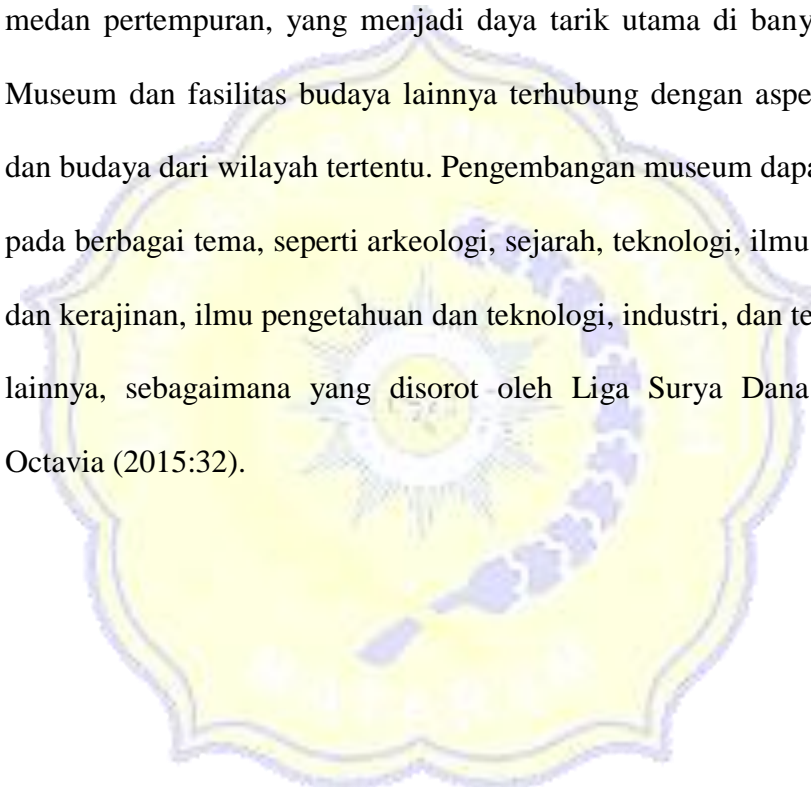 medan pertempuran, yang menjadi daya tarik utama di bany
Museum dan fasilitas budaya lainnya terhubung dengan aspe
dan budaya dari wilayah tertentu. Pengembangan museum dapa
pada berbagai tema, seperti arkeologi, sejarah, teknologi, ilmu
dan kerajinan, ilmu pengetahuan dan teknologi, industri, dan te
lainnya, sebagaimana yang disorot oleh Liga Surya Dana
Octavia (2015:32).